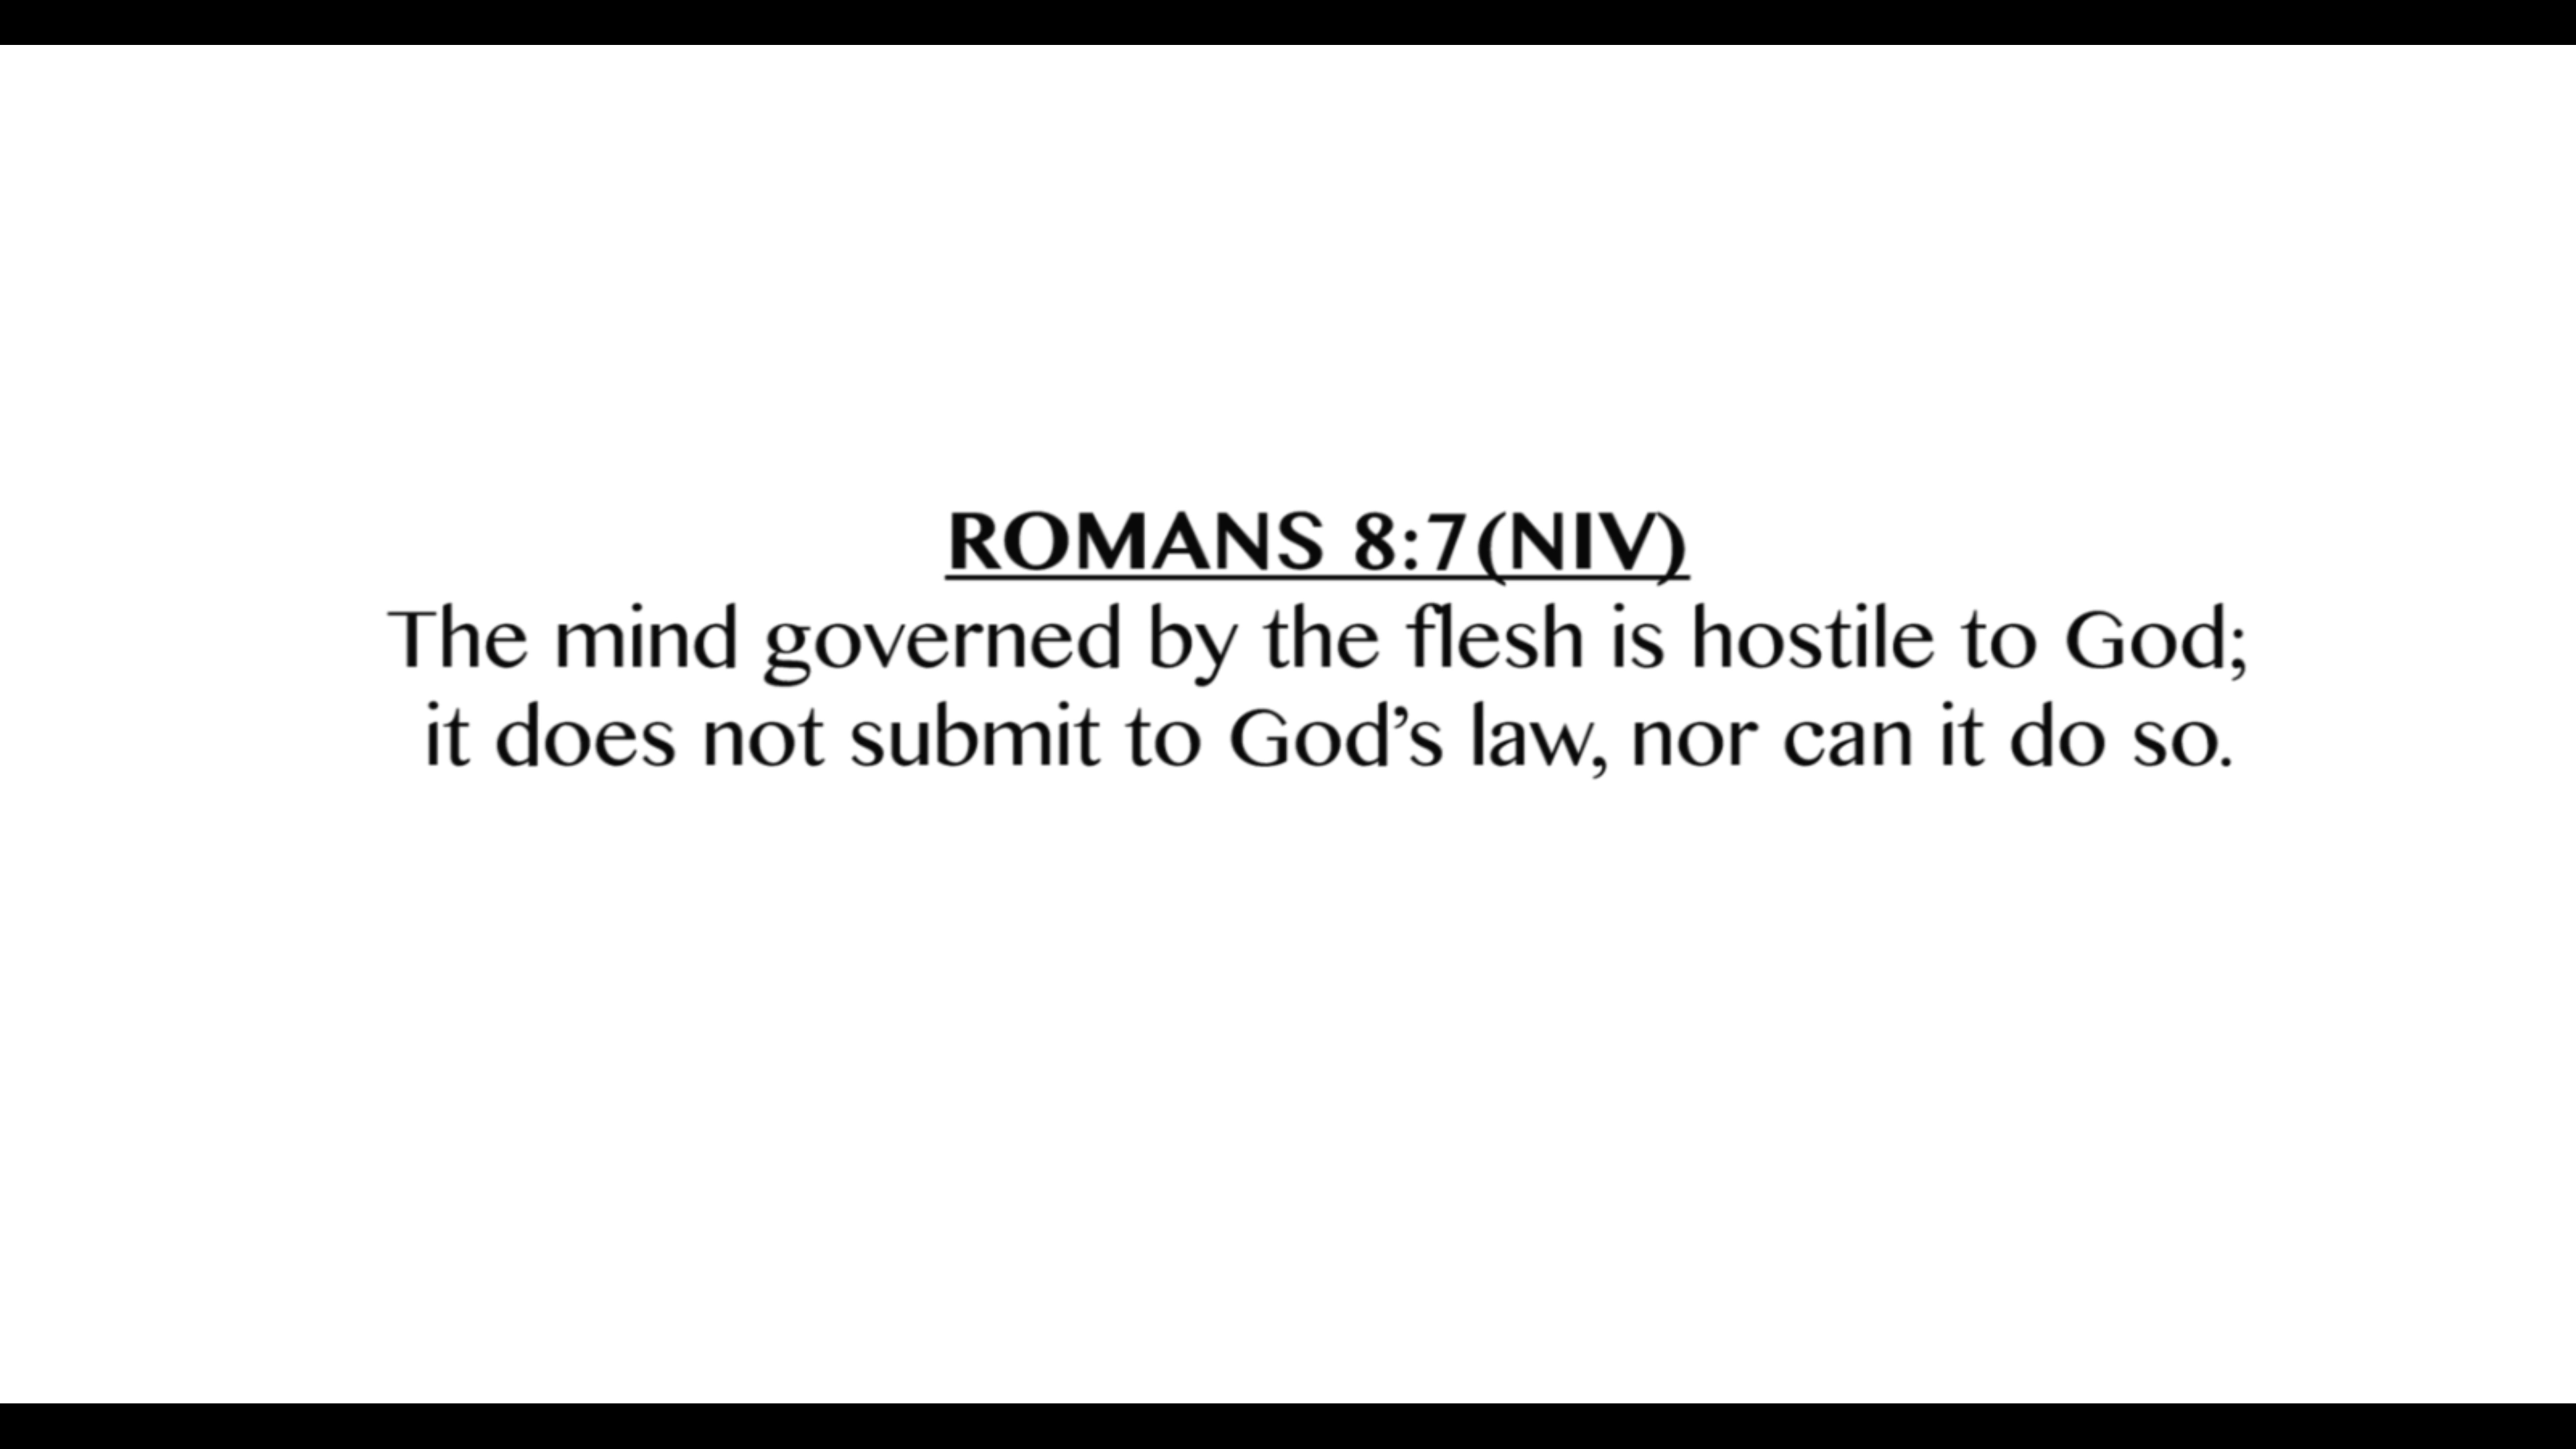 ROMANS 8:7(NIV)
The mind governed by the flesh is hostile to God;
it does not submit to God’s law, nor can it do so.